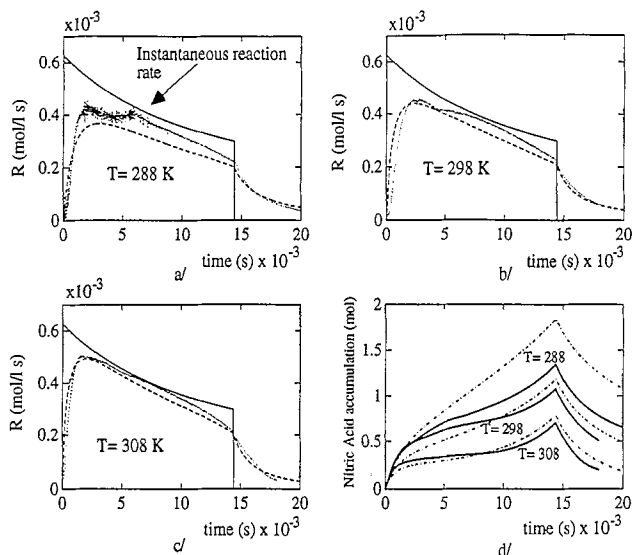 x10⁻³
0.6
0.4
0.2
0
R (mol/l s)
Instantaneous reaction
rate
T= 288 K
0 5 10 15 20
time (s) x 10⁻³
a/
x10⁻³
0.6
0.4
0.2
0
R (mol/l s)
T= 298 K
0 5 10 15 20
time (s) x 10⁻³
b/
x10⁻³
0.6
0.4
0.2
0
R (mol/l s)
T= 308 K
0 5 10 15 20
time (s) x 10⁻³
c/
2
1.5
1
0.5
0
Nitric Acid accumulation (mol)
T= 288
T=298
T=308
0 5 10 15 20
time (s) x 10⁻³
d/